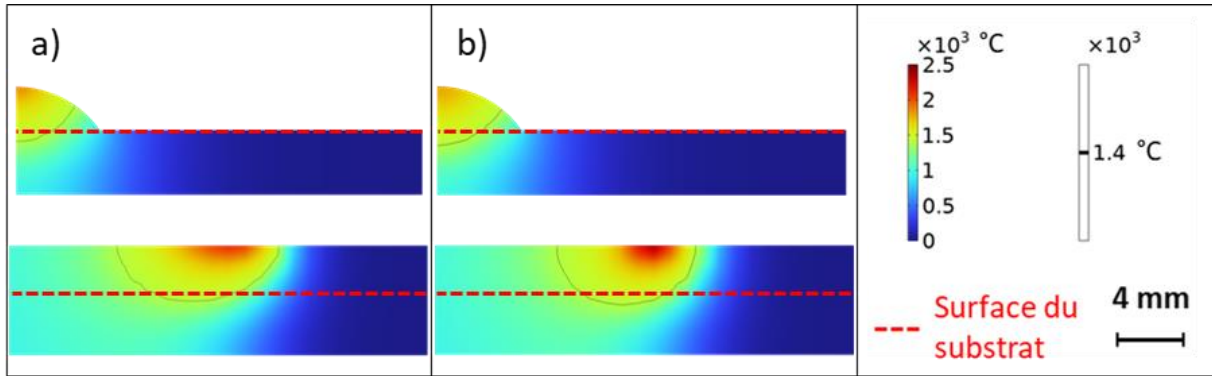 a)
b)
×10³ °C
2.5
2
1.5
1
0.5
0
×10³
1.4 °C
Surface du
substrat
4 mm